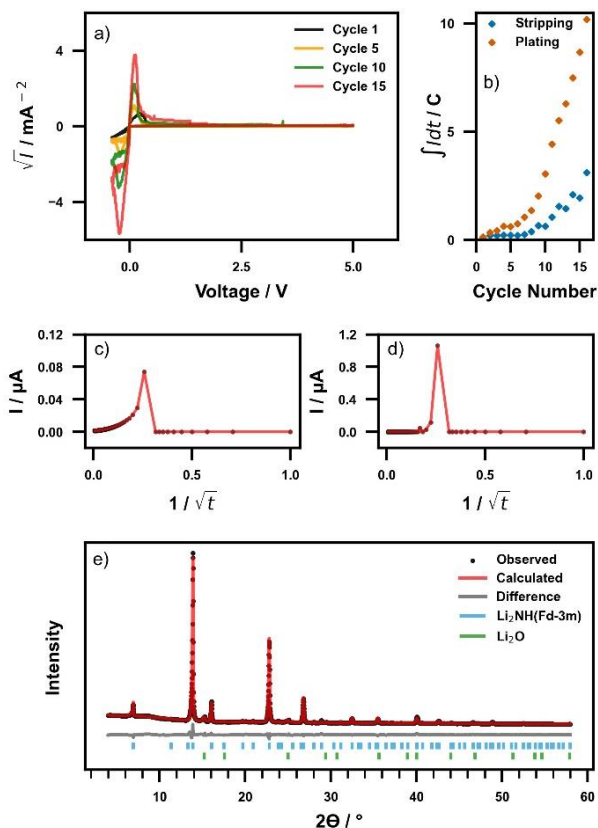 a)
Cycle 1
Cycle 5
Cycle 10
Cycle 15
4
0
−4
√I / mA⁻²
0.0 2.5 5.0
Voltage / V
Stripping
Plating
b)
10
5
0
∫Idt / C
0 5 10 15
Cycle Number
c)
0.12
0.08
0.04
0.00
I / µA
0.0 0.5 1.0
1 / √t
d)
1.2
0.8
0.4
0.0
I / µA
0.0 0.5 1.0
1 / √t
e)
Observed
Calculated
Difference
Li₂NH(Fd-3m)
Li₂O
Intensity
10 20 30 40 50 60
2Θ / °